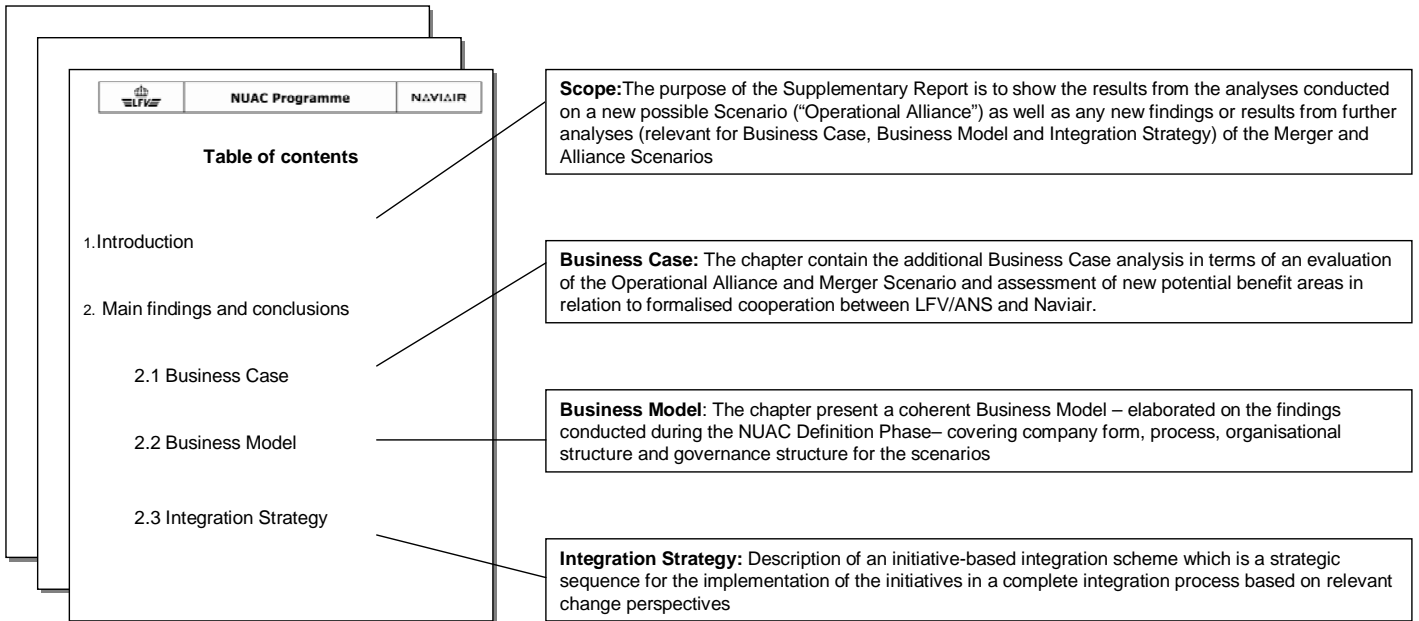 LFV
NUAC Programme
NAVIAIR
Table of contents
1.Introduction
2. Main findings and conclusions
2.1 Business Case
2.2 Business Model
2.3 Integration Strategy
Scope:The purpose of the Supplementary Report is to show the results from the analyses conducted
on a new possible Scenario (“Operational Alliance”) as well as any new findings or results from further
analyses (relevant for Business Case, Business Model and Integration Strategy) of the Merger and
Alliance Scenarios
Business Case: The chapter contain the additional Business Case analysis in terms of an evaluation
of the Operational Alliance and Merger Scenario and assessment of new potential benefit areas in
relation to formalised cooperation between LFV/ANS and Naviair.
Business Model: The chapter present a coherent Business Model – elaborated on the findings
conducted during the NUAC Definition Phase– covering company form, process, organisational
structure and governance structure for the scenarios
Integration Strategy: Description of an initiative-based integration scheme which is a strategic
sequence for the implementation of the initiatives in a complete integration process based on relevant
change perspectives